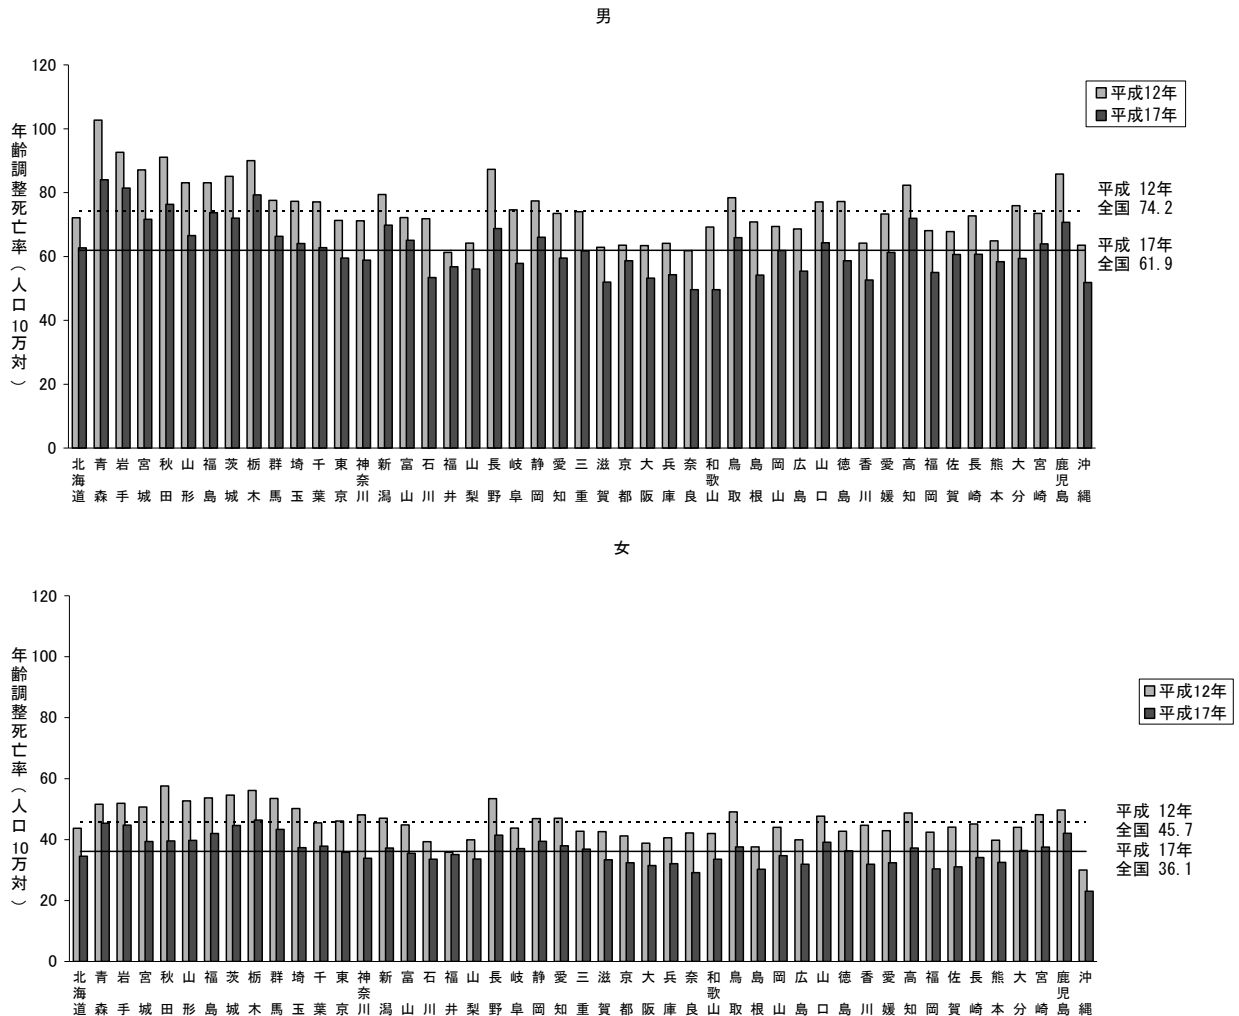 男
120
100
80
60
40
20
0
年齢調整死亡率（人口10万対）
平成12年
平成17年
平成 12年
全国 74.2
平成 17年
全国 61.9
北海道
青森
岩手
宮城
秋田
山形
福島
茨城
栃木
群馬
埼玉
千葉
東京
神奈川
新潟
富山
石川
福井
山梨
長野
岐阜
静岡
愛知
三重
滋賀
京都
大阪
兵庫
奈良
和歌山
鳥取
島根
岡山
広島
山口
徳島
香川
愛媛
高知
福岡
佐賀
長崎
熊本
大分
宮崎
鹿児島
沖縄
女
120
100
80
60
40
20
0
年齢調整死亡率（人口10万対）
平成12年
平成17年
平成 12年
全国 45.7
平成 17年
全国 36.1
北海道
青森
岩手
宮城
秋田
山形
福島
茨城
栃木
群馬
埼玉
千葉
東京
神奈川
新潟
富山
石川
福井
山梨
長野
岐阜
静岡
愛知
三重
滋賀
京都
大阪
兵庫
奈良
和歌山
鳥取
島根
岡山
広島
山口
徳島
香川
愛媛
高知
福岡
佐賀
長崎
熊本
大分
宮崎
鹿児島
沖縄